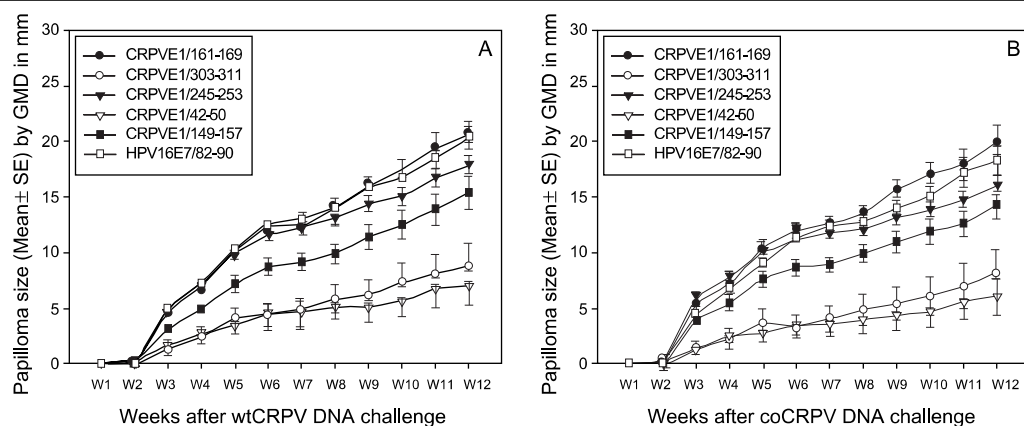 A
Papilloma size (Mean± SE) by GMD in mm
30
25
20
15
10
5
0
CRPVE1/161-169
CRPVE1/303-311
CRPVE1/245-253
CRPVE1/42-50
CRPVE1/149-157
HPV16E7/82-90
W1 W2 W3 W4 W5 W6 W7 W8 W9 W10 W11 W12
Weeks after wtCRPV DNA challenge
B
Papilloma size (Mean± SE) by GMD in mm
30
25
20
15
10
5
0
CRPVE1/161-169
CRPVE1/303-311
CRPVE1/245-253
CRPVE1/42-50
CRPVE1/149-157
HPV16E7/82-90
W1 W2 W3 W4 W5 W6 W7 W8 W9 W10 W11 W12
Weeks after coCRPV DNA challenge